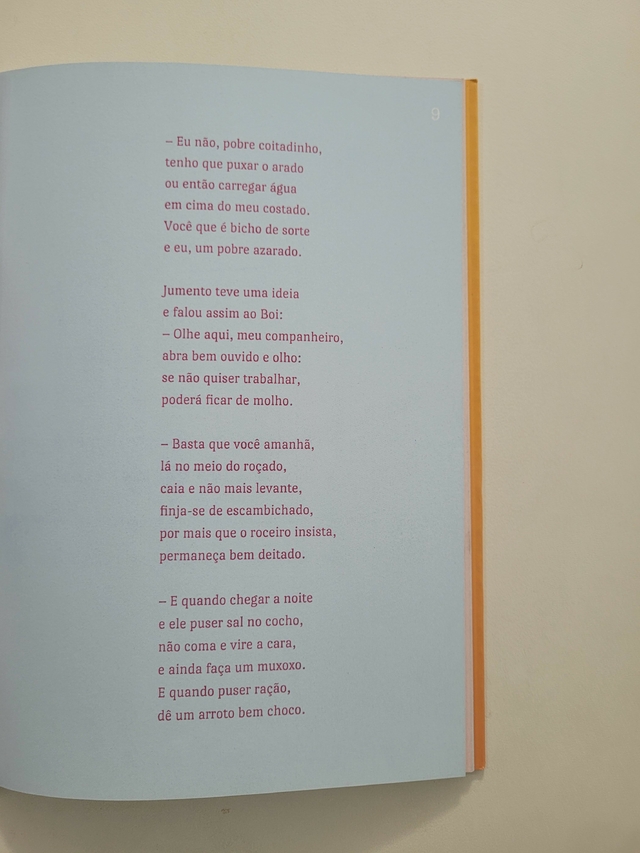 9
– Eu não, pobre coitadinho,
tenho que puxar o arado
ou então carregar água
em cima do meu costado.
Você que é bicho de sorte
e eu, um pobre azarado.
Jumento teve uma ideia
e falou assim ao Boi:
– Olhe aqui, meu companheiro,
abra bem ouvido e olho:
se não quiser trabalhar,
poderá ficar de molho.
– Basta que você amanhã,
lá no meio do roçado,
caia e não mais levante,
finja-se de escambichado,
por mais que o roceiro insista,
permaneça bem deitado.
– E quando chegar a noite
e ele puser sal no cocho,
não coma e vire a cara,
e ainda faça um muxoxo.
E quando puser ração,
dê um arroto bem choco.